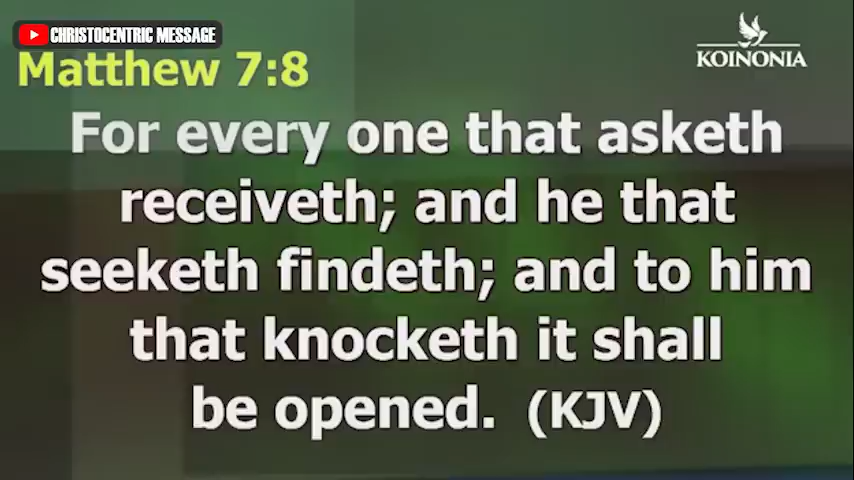 CHRISTOCENTRIC MESSAGE
KOINONIA
Matthew 7:8
For every one that asketh
receiveth; and he that
seeketh findeth; and to him
that knocketh it shall
be opened. (KJV)